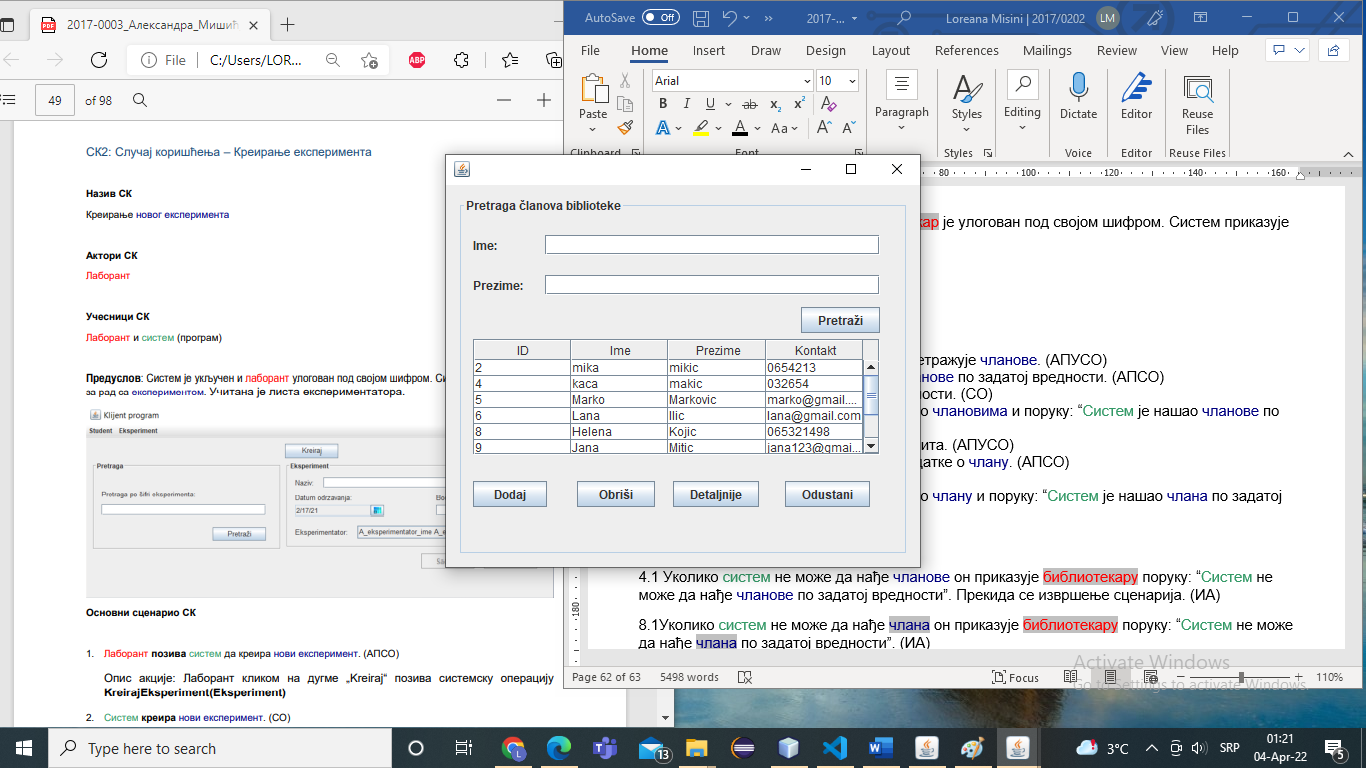 2017-0003_Александра_Мишић
File
C:/Users/LOR...
ABP
49 of 98
СК2: Случај коришћења – Креирање експеримента
Назив СК
Креирање новог експеримента
Актори СК
Лаборант
Учесници СК
Лаборант и систем (програм)
Предуслов: Систем је укључен и лаборант улогован под својом шифром.
за рад са експериментом. Учитана је листа експериментатора.
Klijent program
Student Eksperiment
Kreiraj
Pretraga
Pretraga po šifri eksperimenta:
Pretraži
Eksperiment
Naziv:
Datum odrzavanja:
2/17/21
Eksperimentator:
A_eksperimentator_ime
Основни сценарио СК
1. Лаборант позива систем да креира нови експеримент. (АПСО)
Опис акције: Лаборант кликом на дугме „Kreiraj“ позива системску операцију
KreirajEksperiment(Eksperiment)
2. Систем креира нови експеримент. (СО)
AutoSave Off
2017-...
Loreana Misini | 2017/0202
LM
File Home Insert Draw Design Layout References Mailings Review View Help
Paste
Clipboard
Arial
10
B I U ab x₂ x²
A A Aa A A
Font
Paragraph
Styles
Styles
Editing
Dictate
Voice
Editor
Editor
Reuse
Files
Reuse Files
80 100 120 140 160
је улогован под својом шифром. Систем приказује
чланове. (АПУСО)
по задатој вредности. (АПСО)
(СО)
о члановима и поруку: “Систем је нашао чланове по
(АПУСО)
о члану. (АПСО)
о члану и поруку: “Систем је нашао члана по задатој
4.1 Уколико систем не може да нађе чланове он приказује библиотекару поруку: “Систем не
може да нађе чланове по задатој вредности”. Прекида се извршење сценарија. (ИА)
8.1Уколико систем не може да нађе члана он приказује библиотекару поруку: “Систем не може
да нађе члана по задатој вредности”. (ИА)
180
Activate Windows
Go to Settings to activate Windows.
Page 62 of 63 5498 words
Focus
110%
Pretraga članova biblioteke
Ime:
Prezime:
Pretraži
ID Ime Prezime Kontakt
2 mika mikic 0654213
4 kaca makic 032654
5 Marko Markovic marko@gmail....
6 Lana Ilic lana@gmail.com
8 Helena Kojic 065321498
9 Jana Mitic jana123@gmai...
Dodaj Obriši Detaljnije Odustani
Type here to search
L
13
3°C
SRP
01:21
04-Apr-22
5